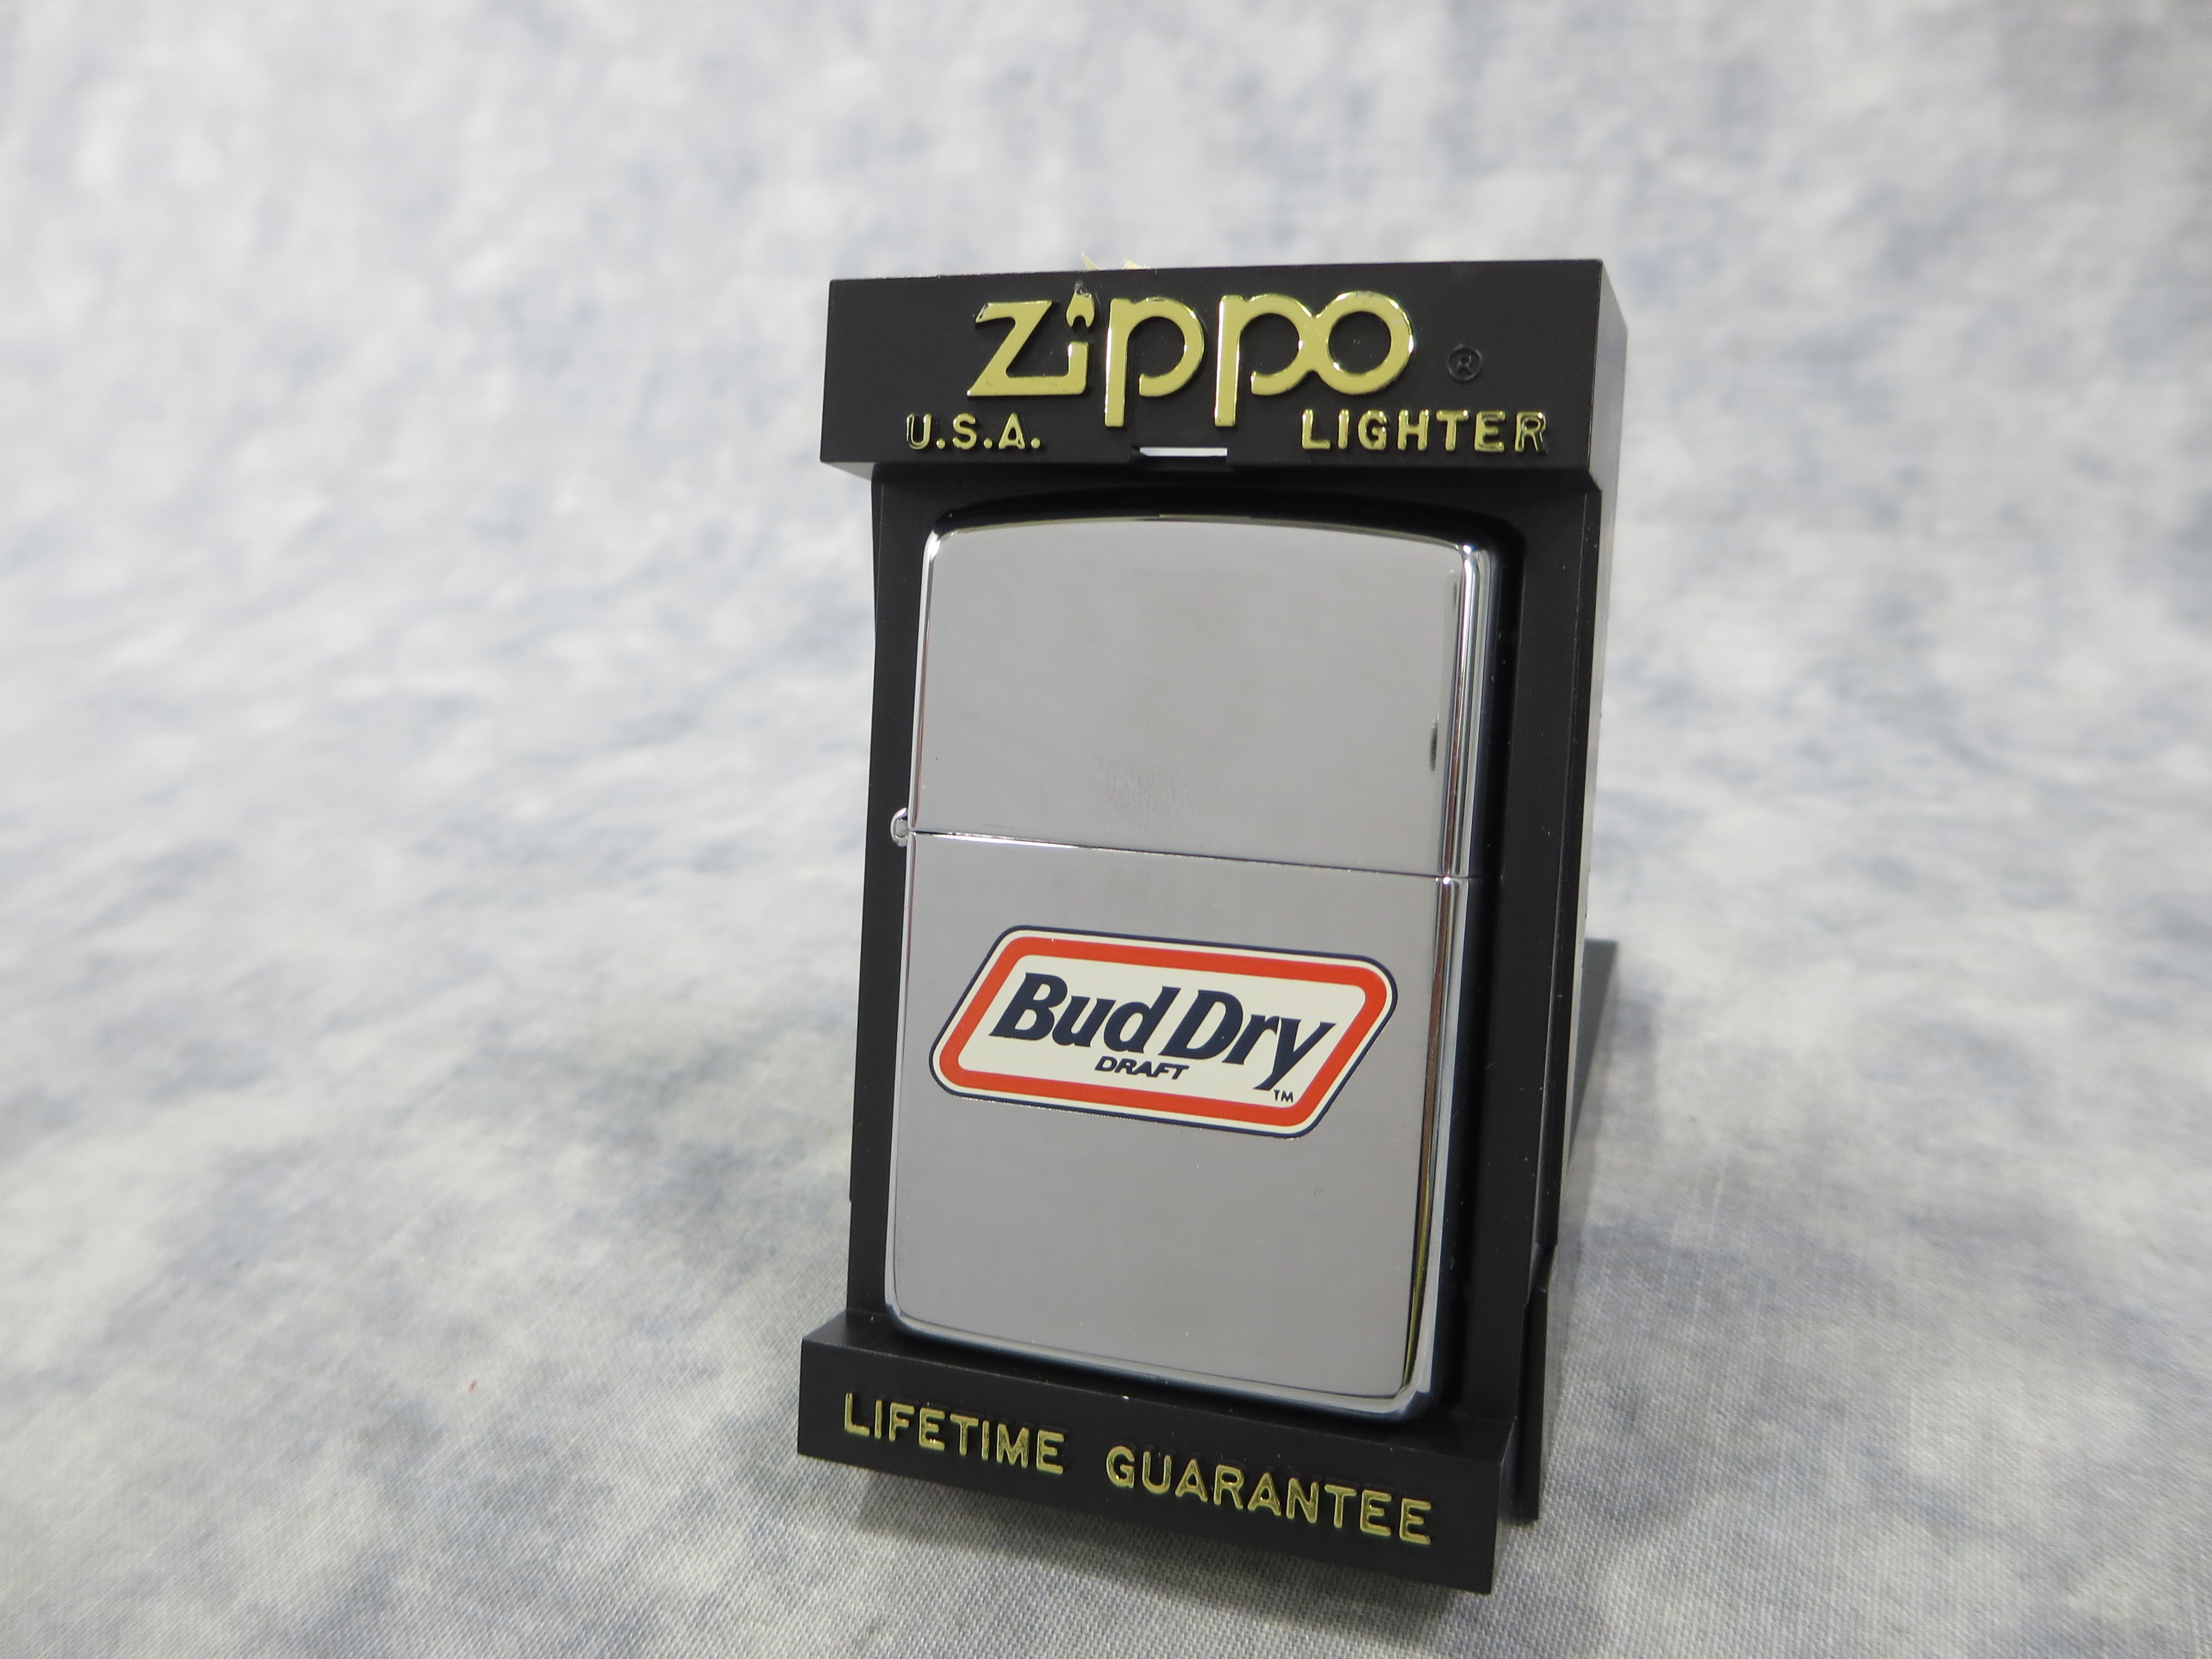 Zippo ®
U.S.A. LIGHTER
Bud Dry
DRAFT
TM
LIFETIME GUARANTEE